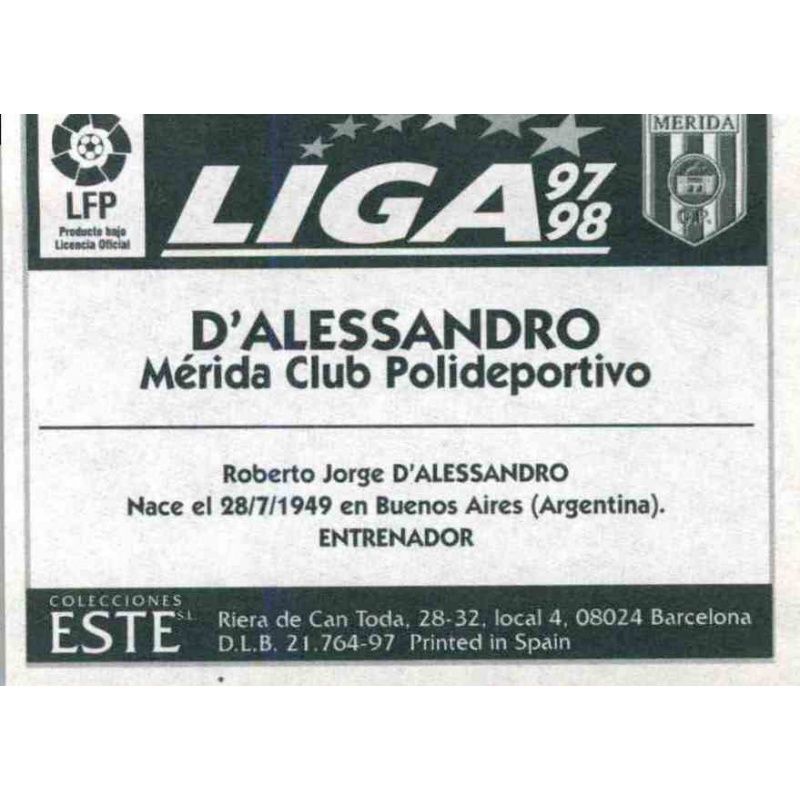 LFP
Producto bajo
Licencia Oficial
LIGA 97
98
MERIDA
D'ALESSANDRO
Mérida Club Polideportivo
Roberto Jorge D'ALESSANDRO
Nace el 28/7/1949 en Buenos Aires (Argentina).
ENTRENADOR
COLECCIONES
ESTE S.L.
Riera de Can Toda, 28-32, local 4, 08024 Barcelona
D.L.B. 21.764-97 Printed in Spain